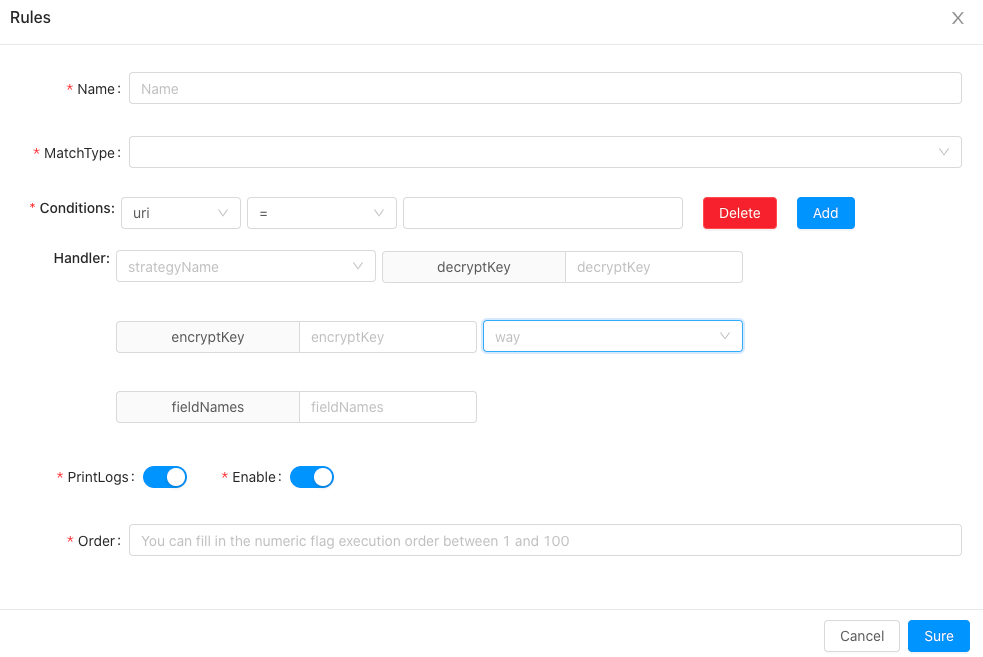 Rules
* Name: Name
* MatchType:
* Conditions: uri = Delete Add
Handler: strategyName decryptKey decryptKey
encryptKey encryptKey way
fieldNames fieldNames
* PrintLogs: * Enable:
* Order: You can fill in the numeric flag execution order between 1 and 100
Cancel Sure